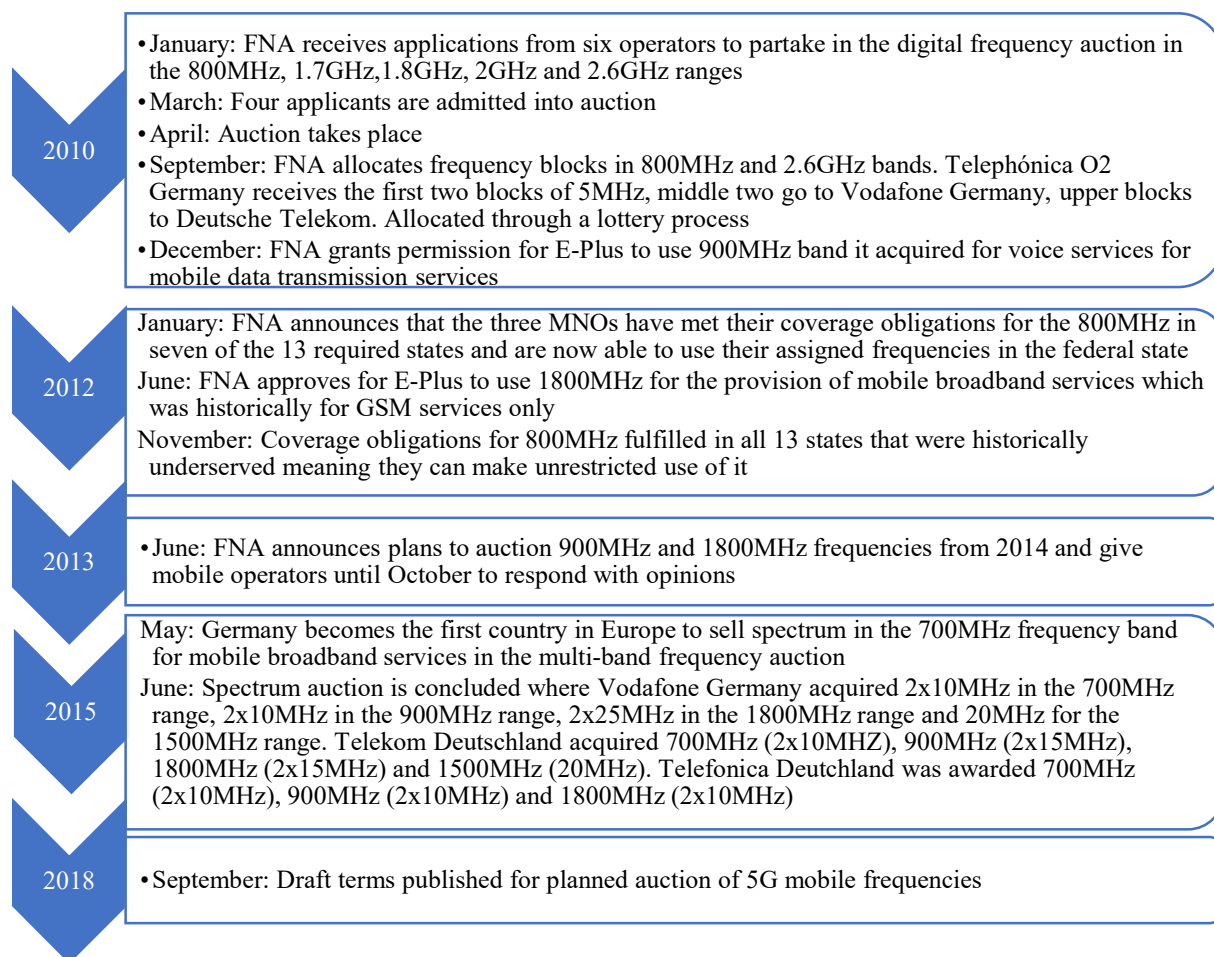 •January: FNA receives applications from six operators to partake in the digital frequency auction in
the 800MHz, 1.7GHz,1.8GHz, 2GHz and 2.6GHz ranges
•March: Four applicants are admitted into auction
•April: Auction takes place
2010
•September: FNA allocates frequency blocks in 800MHz and 2.6GHz bands. Telephónica O2
Germany receives the first two blocks of 5MHz, middle two go to Vodafone Germany, upper blocks
to Deutsche Telekom. Allocated through a lottery process
•December: FNA grants permission for E-Plus to use 900MHz band it acquired for voice services for
mobile data transmission services
January: FNA announces that the three MNOs have met their coverage obligations for the 800MHz in
seven of the 13 required states and are now able to use their assigned frequencies in the federal state
2012
June: FNA approves for E-Plus to use 1800MHz for the provision of mobile broadband services which
was historically for GSM services only
November: Coverage obligations for 800MHz fulfilled in all 13 states that were historically
underserved meaning they can make unrestricted use of it
2013
•June: FNA announces plans to auction 900MHz and 1800MHz frequencies from 2014 and give
mobile operators until October to respond with opinions
May: Germany becomes the first country in Europe to sell spectrum in the 700MHz frequency band
for mobile broadband services in the multi-band frequency auction
2015
June: Spectrum auction is concluded where Vodafone Germany acquired 2x10MHz in the 700MHz
range, 2x10MHz in the 900MHz range, 2x25MHz in the 1800MHz range and 20MHz for the
1500MHz range. Telekom Deutschland acquired 700MHz (2x10MHZ), 900MHz (2x15MHz),
1800MHz (2x15MHz) and 1500MHz (20MHz). Telefonica Deutchland was awarded 700MHz
(2x10MHz), 900MHz (2x10MHz) and 1800MHz (2x10MHz)
2018
•September: Draft terms published for planned auction of 5G mobile frequencies